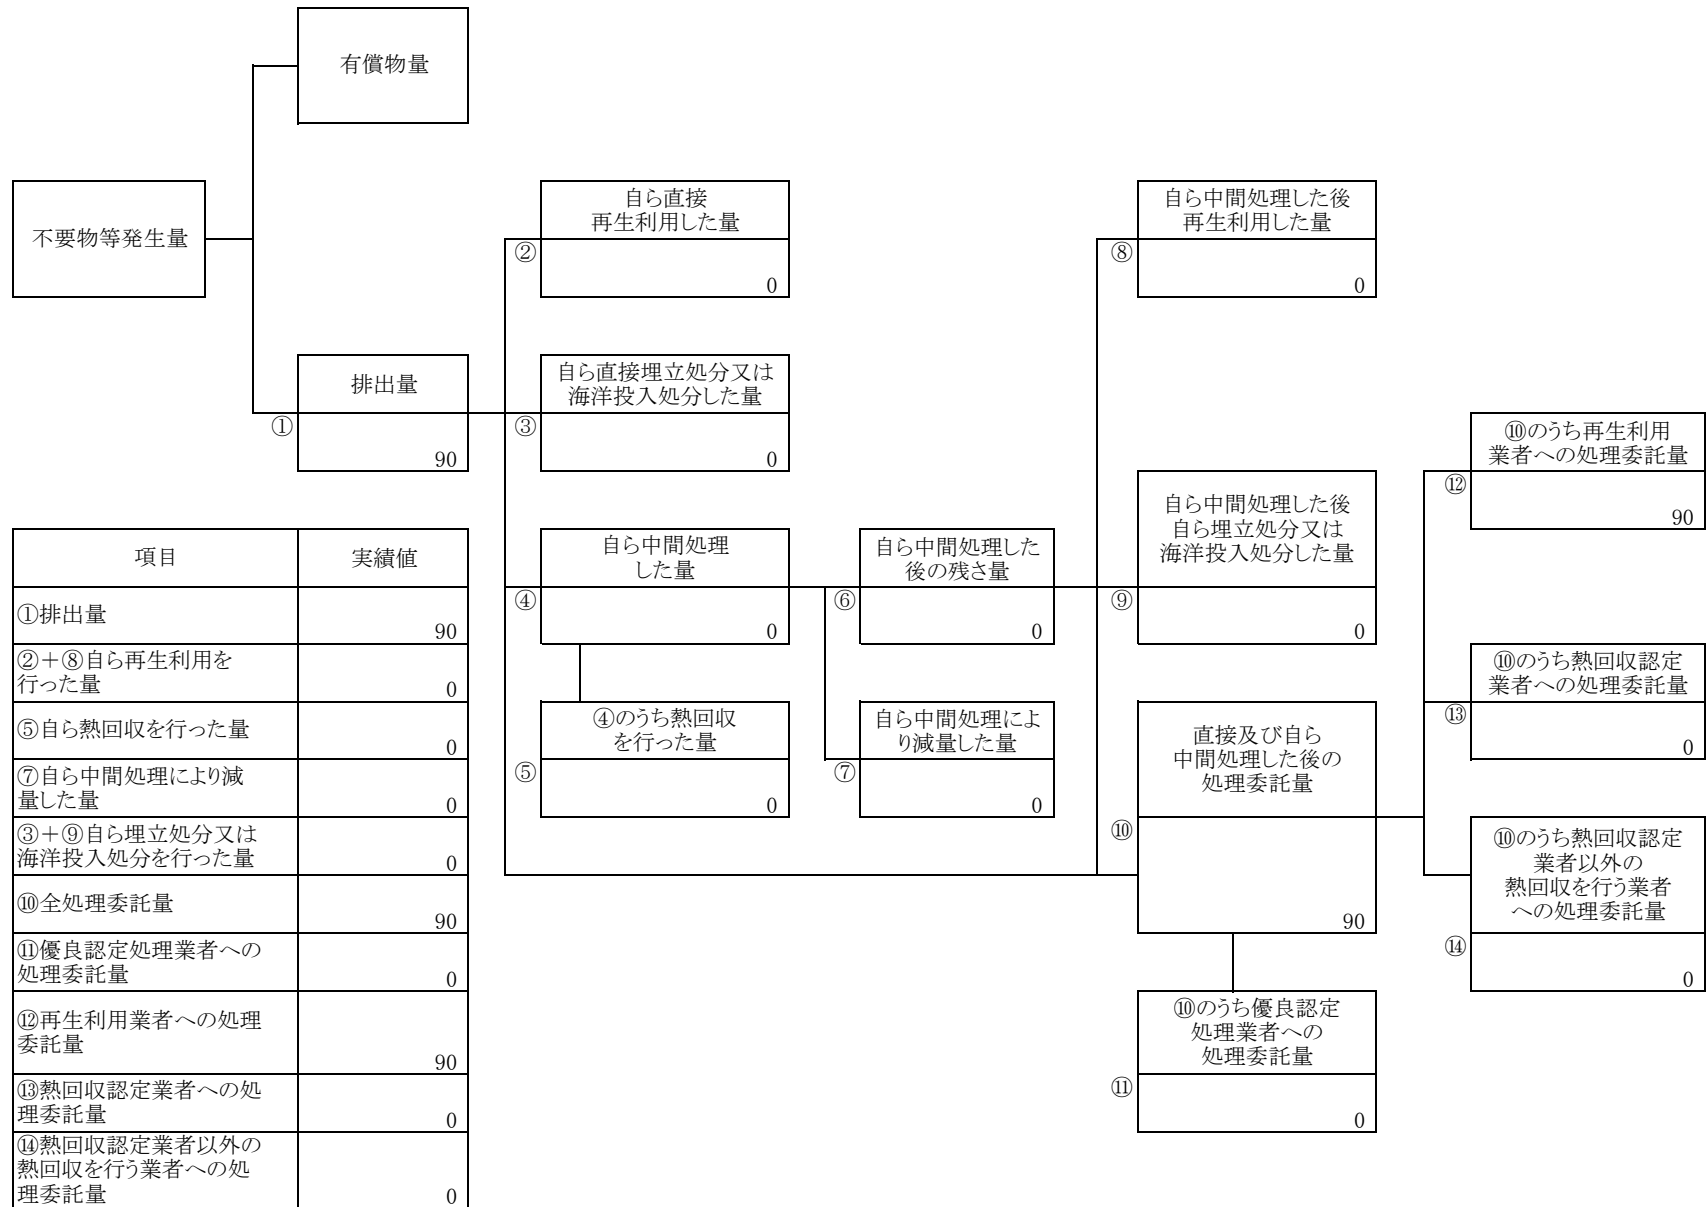 有償物量
不要物等発生量
自ら直接
再生利用した量
②
0
自ら中間処理した後
再生利用した量
⑧
0
排出量
①
90
自ら直接埋立処分又は
海洋投入処分した量
③
0
⑩のうち再生利用
業者への処理委託量
⑫
90
自ら中間処理
した量
④
0
自ら中間処理した
後の残さ量
⑥
0
自ら中間処理した後
自ら埋立処分又は
海洋投入処分した量
⑨
0
⑩のうち熱回収認定
業者への処理委託量
⑬
0
④のうち熱回収
を行った量
⑤
0
自ら中間処理によ
り減量した量
⑦
0
直接及び自ら
中間処理した後の
処理委託量
⑩
90
⑩のうち熱回収認定
業者以外の
熱回収を行う業者
への処理委託量
⑭
0
⑩のうち優良認定
処理業者への
処理委託量
⑪
0
項目 実績値
①排出量
90
②＋⑧自ら再生利用を
行った量
0
⑤自ら熱回収を行った量
0
⑦自ら中間処理により減
量した量
0
③＋⑨自ら埋立処分又は
海洋投入処分を行った量
0
⑩全処理委託量
90
⑪優良認定処理業者への
処理委託量
0
⑫再生利用業者への処理
委託量
90
⑬熱回収認定業者への処
理委託量
0
⑭熱回収認定業者以外の
熱回収を行う業者への処
理委託量
0